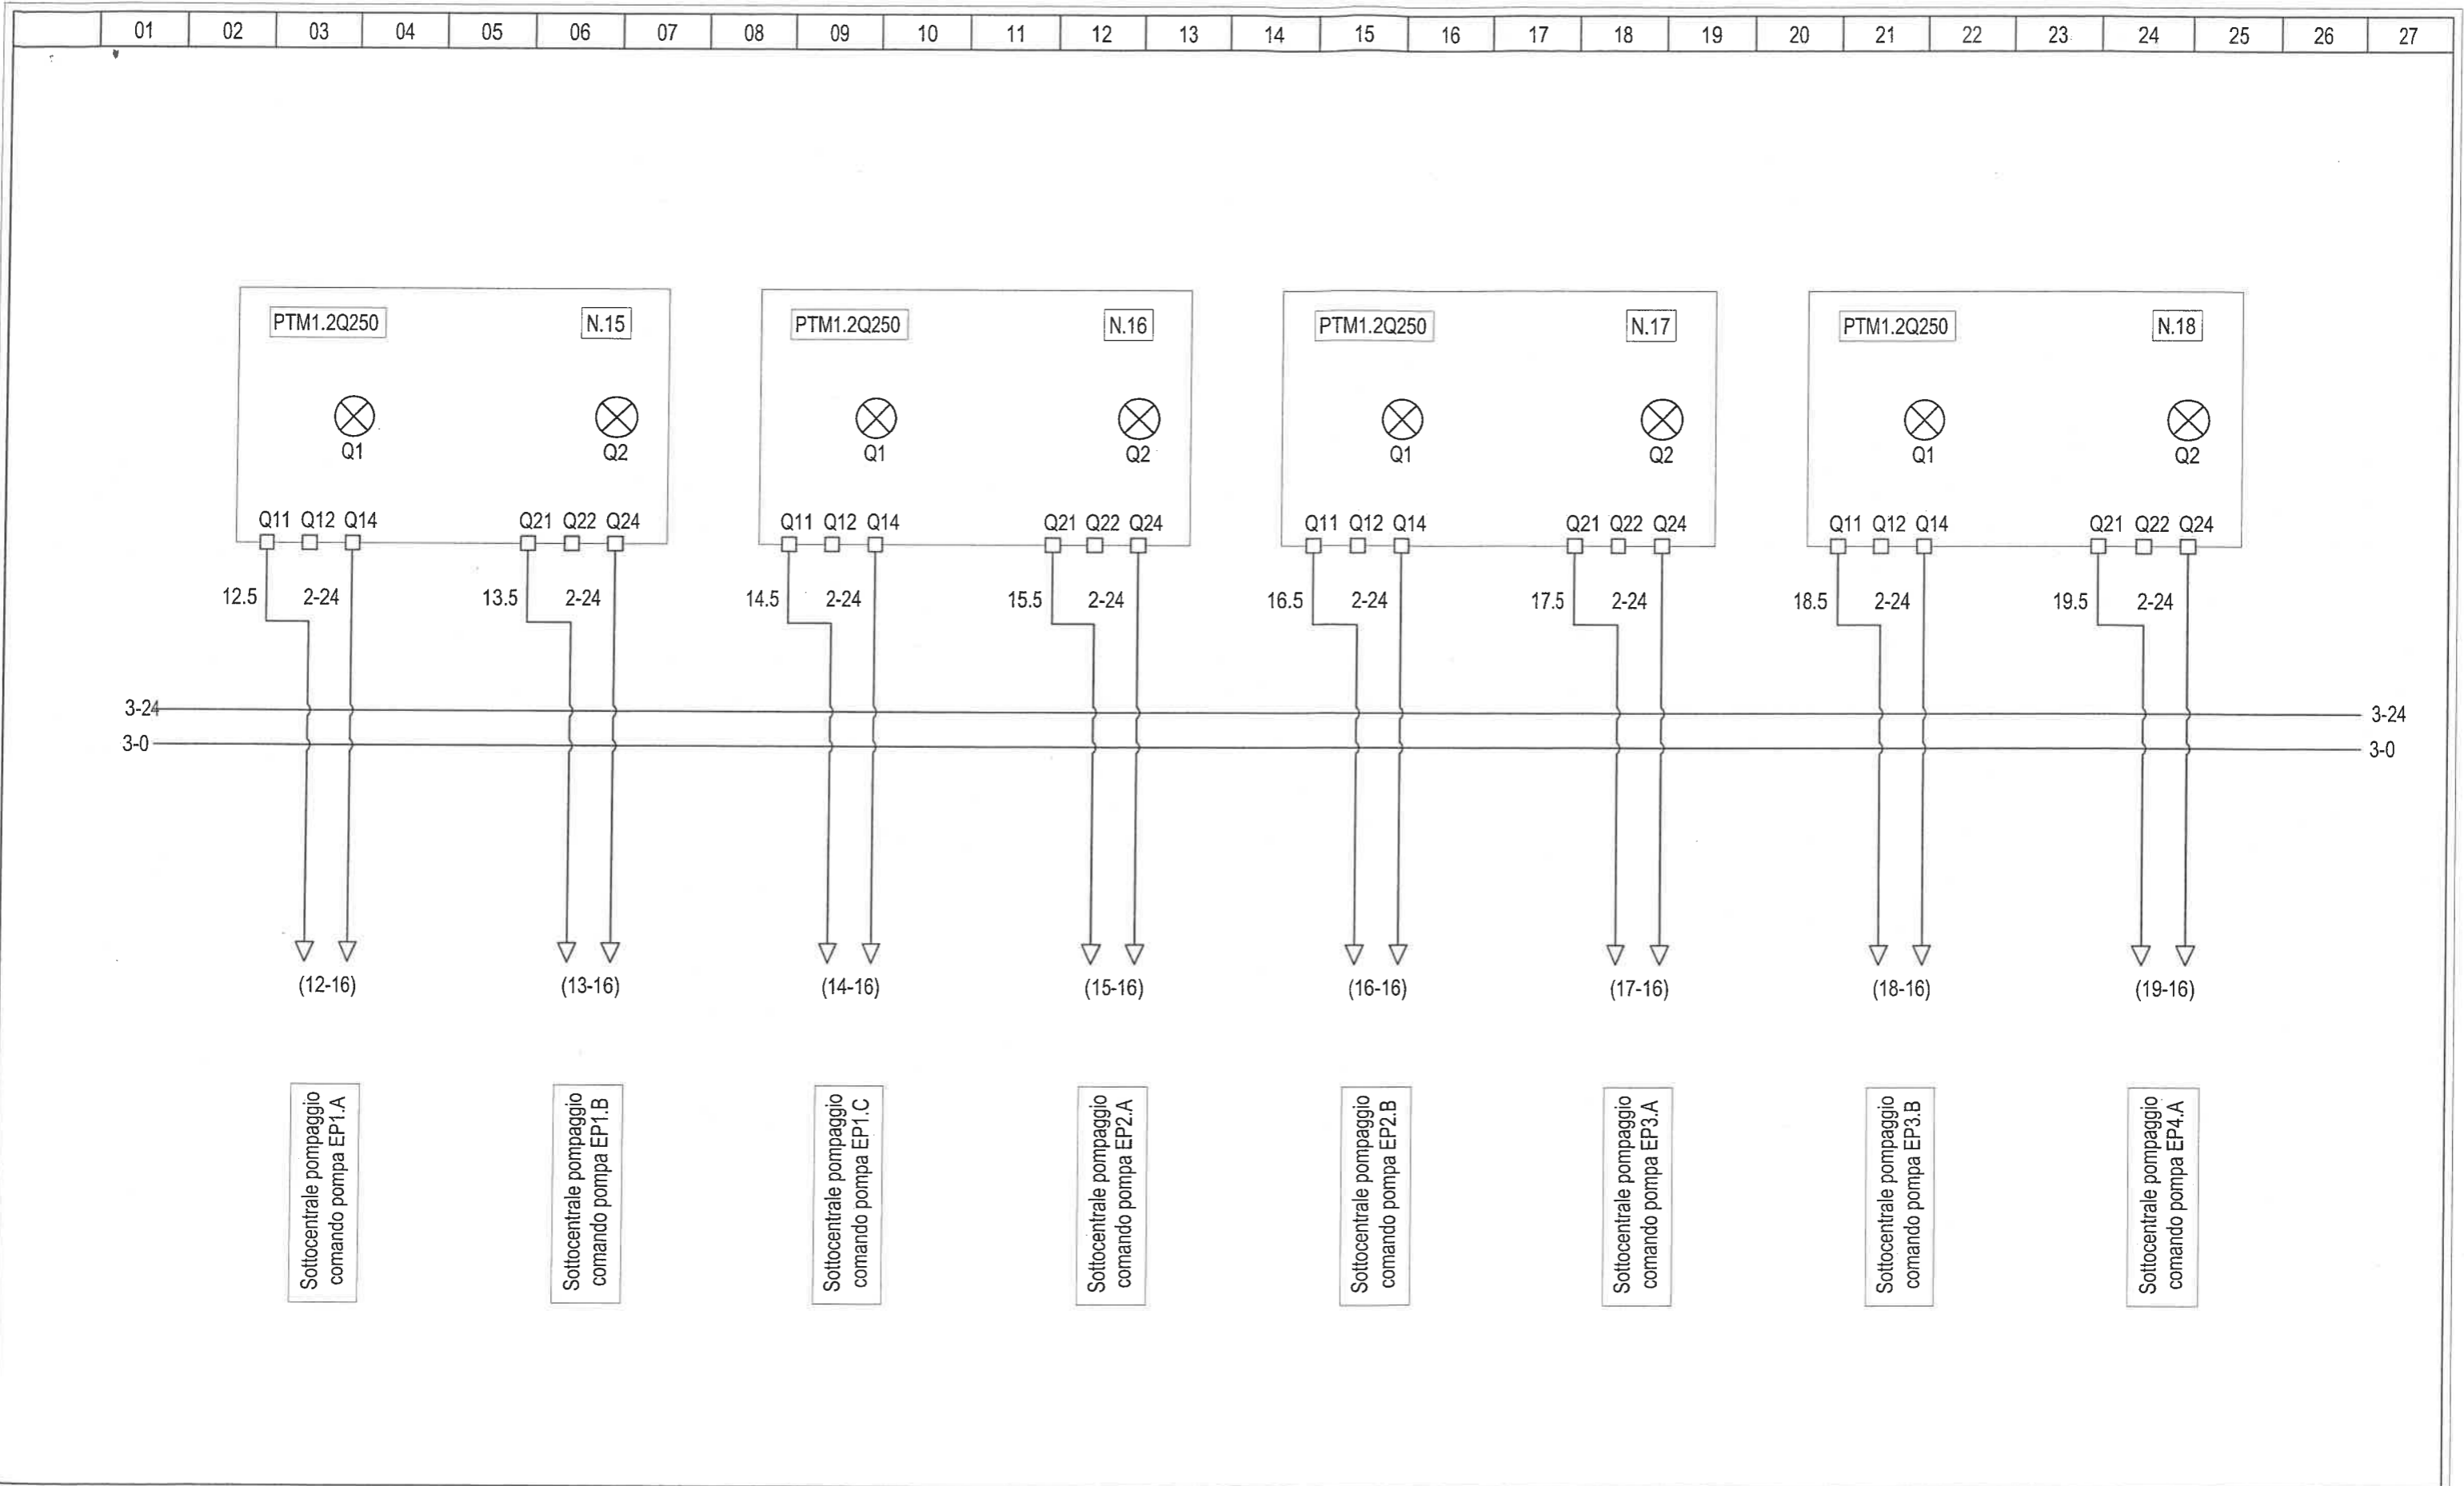 01 02 03 04 05 06 07 08 09 10 11 12 13 14 15 16 17 18 19 20 21 22 23 24 25 26 27
PTM1.2Q250 N.15 PTM1.2Q250 N.16 PTM1.2Q250 N.17 PTM1.2Q250 N.18
Q1 Q2 Q1 Q2 Q1 Q2 Q1 Q2
Q11 Q12 Q14 Q21 Q22 Q24 Q11 Q12 Q14 Q21 Q22 Q24 Q11 Q12 Q14 Q21 Q22 Q24 Q11 Q12 Q14 Q21 Q22 Q24
12.5 2-24 13.5 2-24 14.5 2-24 15.5 2-24 16.5 2-24 17.5 2-24 18.5 2-24 19.5 2-24
3-24 3-24
3-0 3-0
(12-16) (13-16) (14-16) (15-16) (16-16) (17-16) (18-16) (19-16)
Sottocentrale pompaggio
comando pompa EP1.A
Sottocentrale pompaggio
comando pompa EP1.B
Sottocentrale pompaggio
comando pompa EP1.C
Sottocentrale pompaggio
comando pompa EP2.A
Sottocentrale pompaggio
comando pompa EP2.B
Sottocentrale pompaggio
comando pompa EP3.A
Sottocentrale pompaggio
comando pompa EP3.B
Sottocentrale pompaggio
comando pompa EP4.A